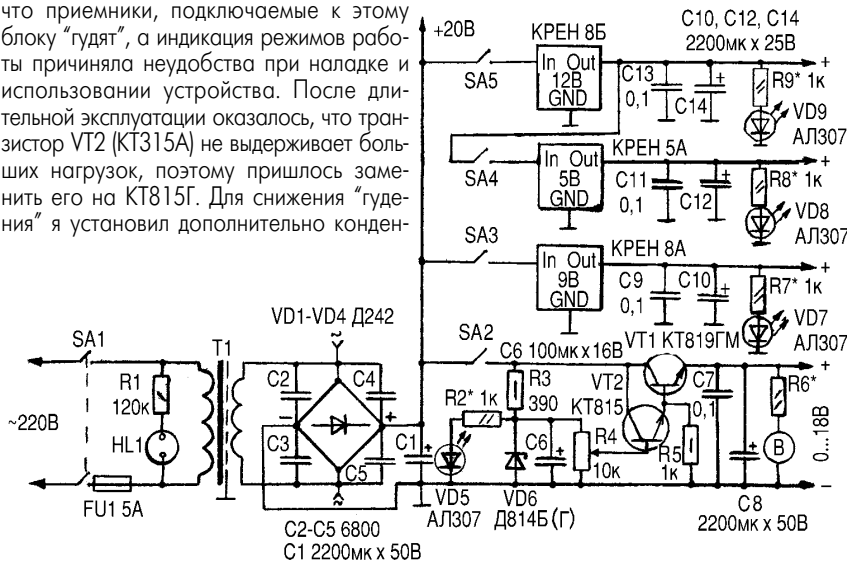 что приемники, подключаемые к этому
блоку “гудят”, а индикация режимов рабо-
ты причиняла неудобства при наладке и
использовании устройства. После дли-
тельной эксплуатации оказалось, что тран-
зистор VT2 (КТ315А) не выдерживает боль-
ших нагрузок, поэтому пришлось заме-
нить его на КТ815Г. Для снижения “гуде-
ния” я установил дополнительно конден-
+20В
КРЕН 8Б
С10, С12, С14
2200мк х 25В
SA5
In Out
12В
GND
С13
0,1
С14
+
+
R9* 1к
VD9
АЛ307
КРЕН 5А
SA4
In Out
5В
GND
С11
0,1
С12
+
+
R8* 1к
VD8
АЛ307
SA3
КРЕН 8А
In Out
9В
GND
С9
0,1
С10
+
+
R7* 1к
VD7
АЛ307
VD1-VD4 Д242
SA1
T1
R1
120к
~220В
HL1
FU1 5А
~
С2
С4
−
+
С3
С5
~
С2-С5 6800
С1 2200мк х 50В
С1
+
SA2
С6 100мк х 16В
VT1 КТ819ГМ
R2* 1к
R3
390
VT2
КТ815
С7
0,1
+
R6*
С6
+
R4
10к
R5
1к
+
В
0...18В
−
VD5
АЛ307
VD6
Д814Б (Г)
С8
2200мк х 50В